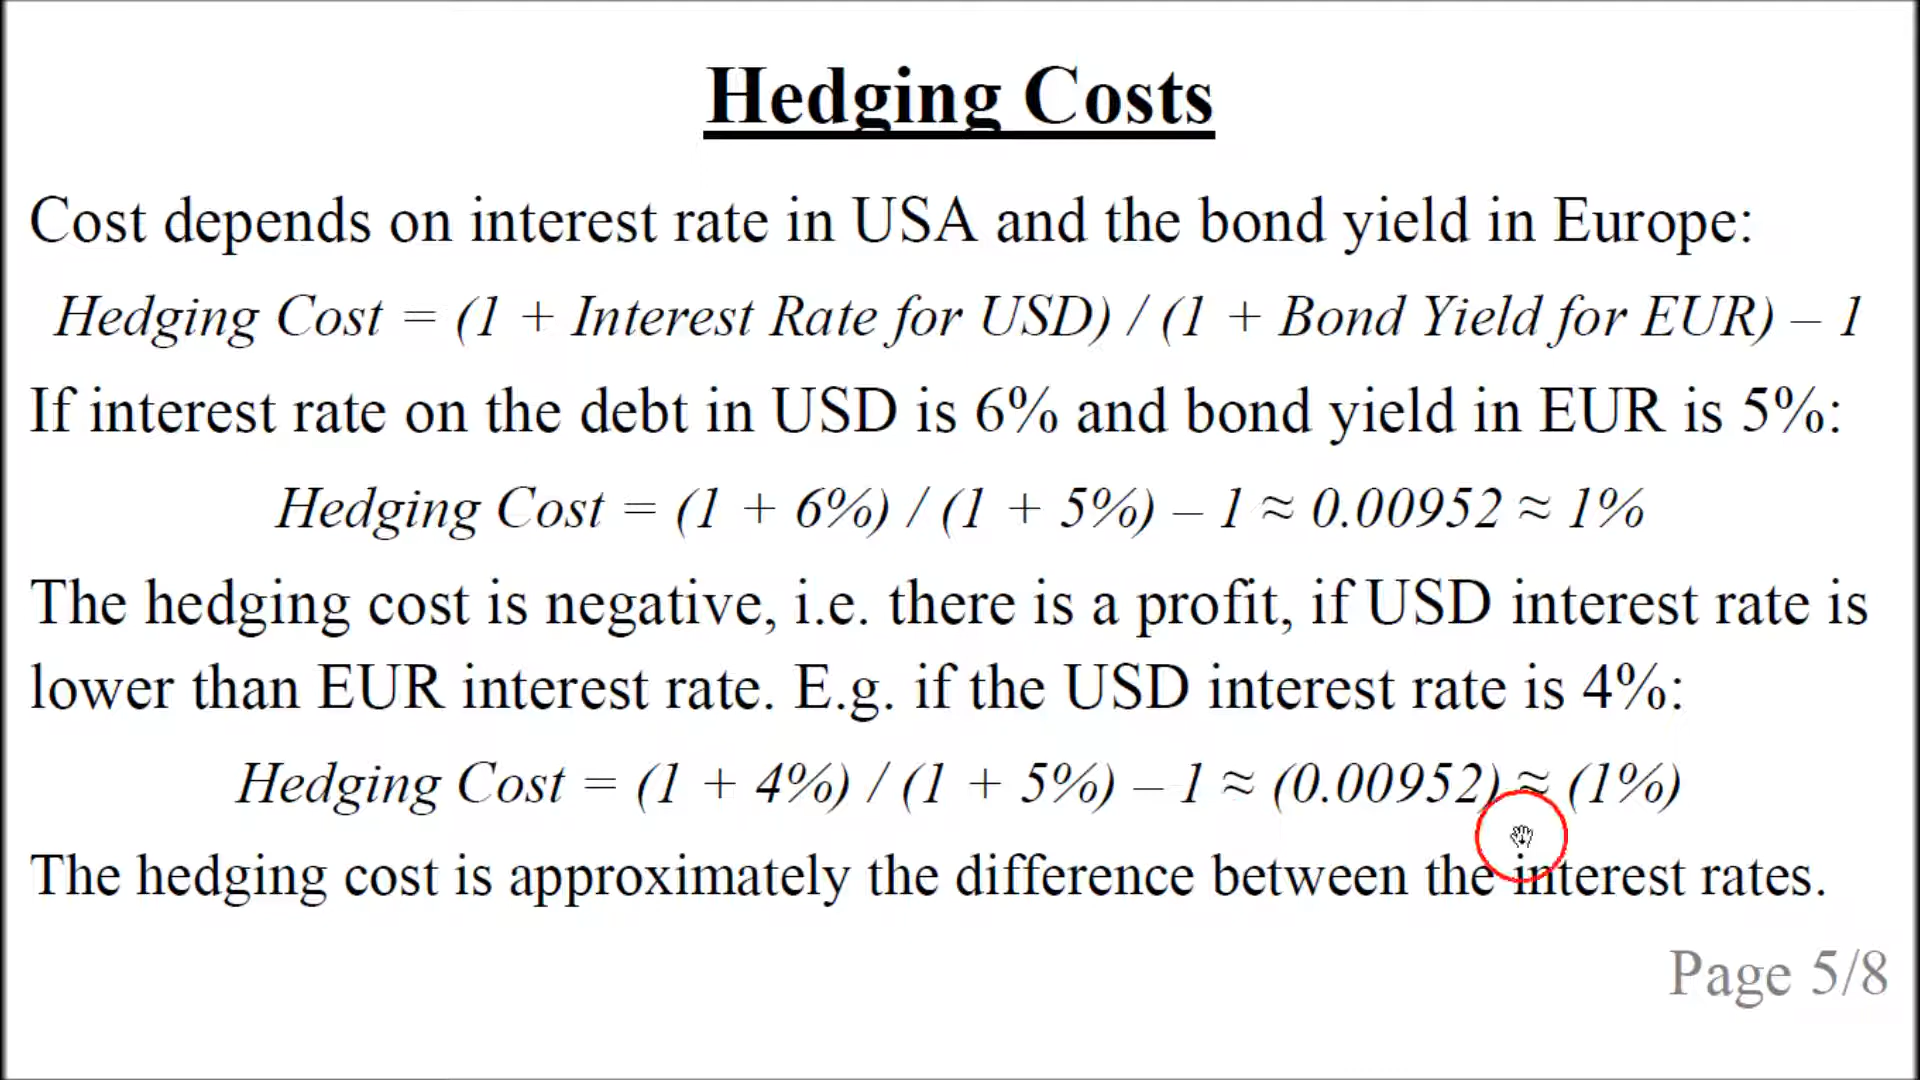 Hedging Costs
Cost depends on interest rate in USA and the bond yield in Europe:
Hedging Cost = (1 + Interest Rate for USD) / (1 + Bond Yield for EUR) – 1
If interest rate on the debt in USD is 6% and bond yield in EUR is 5%:
Hedging Cost = (1 + 6%) / (1 + 5%) – 1 ≈ 0.00952 ≈ 1%
The hedging cost is negative, i.e. there is a profit, if USD interest rate is
lower than EUR interest rate. E.g. if the USD interest rate is 4%:
Hedging Cost = (1 + 4%) / (1 + 5%) – 1 ≈ (0.00952) ≈ (1%)
The hedging cost is approximately the difference between the interest rates.
Page 5/8